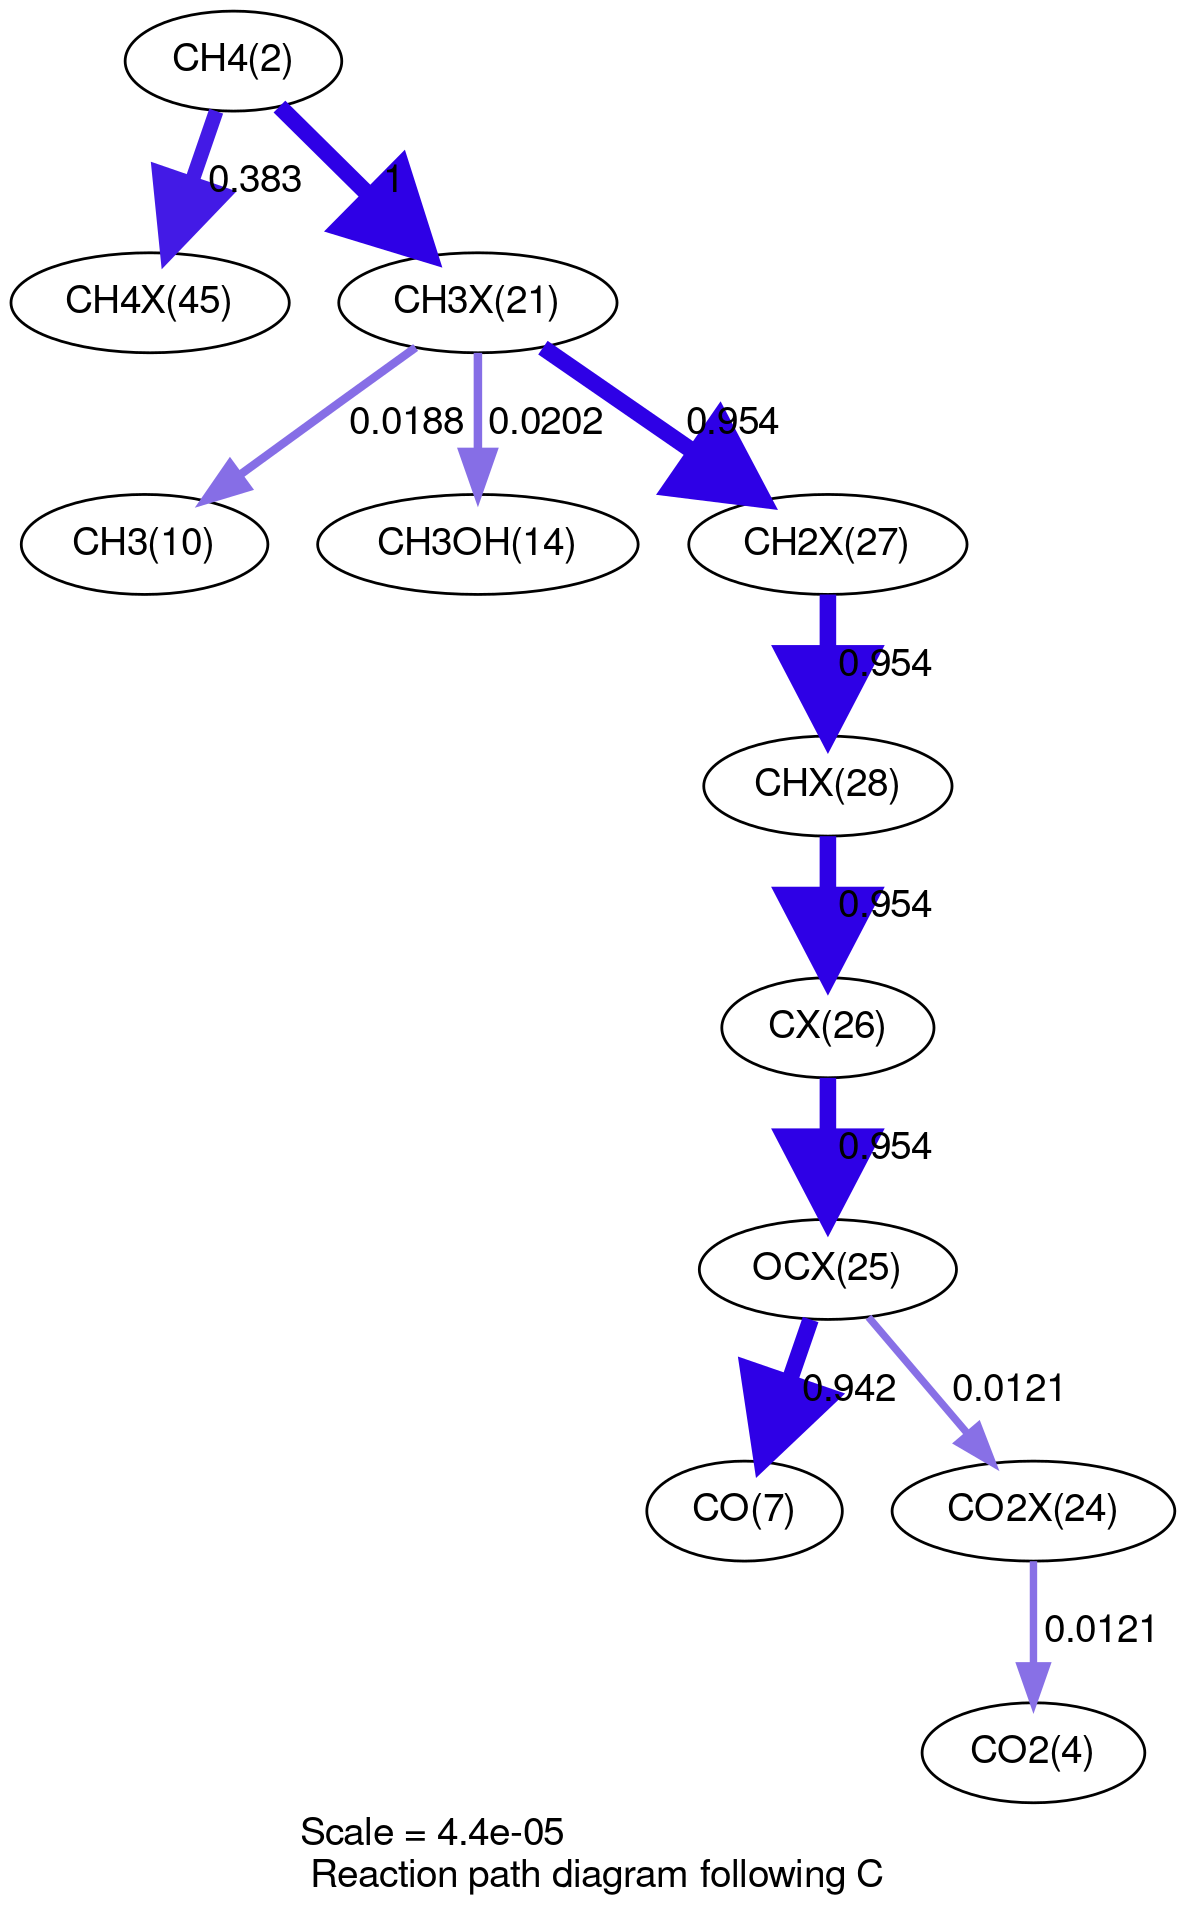 CH4(2)
0.383
1
CH4X(45)
CH3X(21)
0.0188
0.0202
0.954
CH3(10)
CH3OH(14)
CH2X(27)
0.954
CHX(28)
0.954
CX(26)
0.954
OCX(25)
0.942
0.0121
CO(7)
CO2X(24)
0.0121
CO2(4)
Scale = 4.4e-05
Reaction path diagram following C